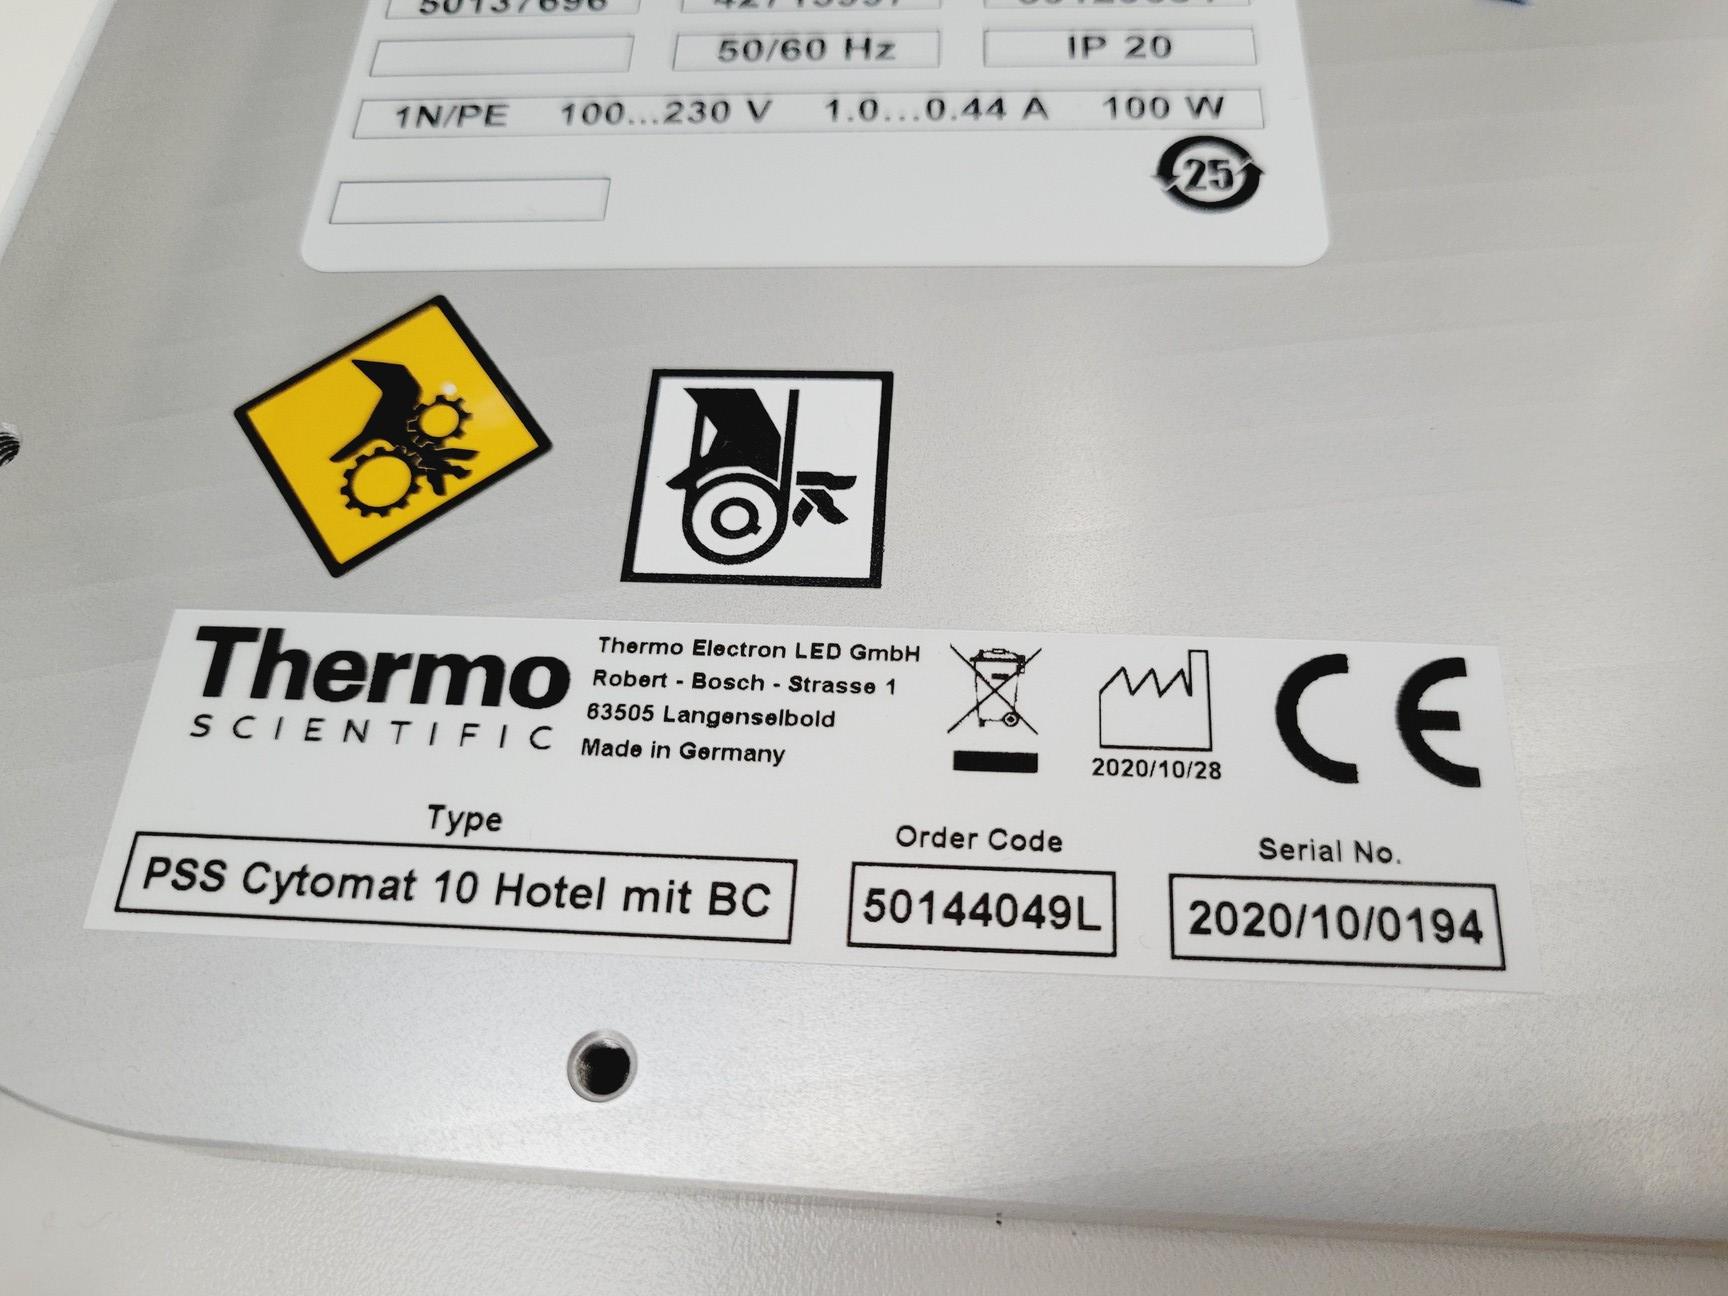 50137696
50/60 Hz IP 20
1N/PE 100...230 V 1.0...0.44 A 100 W
25
Thermo
SCIENTIFIC
Thermo Electron LED GmbH
Robert - Bosch - Strasse 1
63505 Langenselbold
Made in Germany
2020/10/28
CE
Type
PSS Cytomat 10 Hotel mit BC
Order Code
50144049L
Serial No.
2020/10/0194